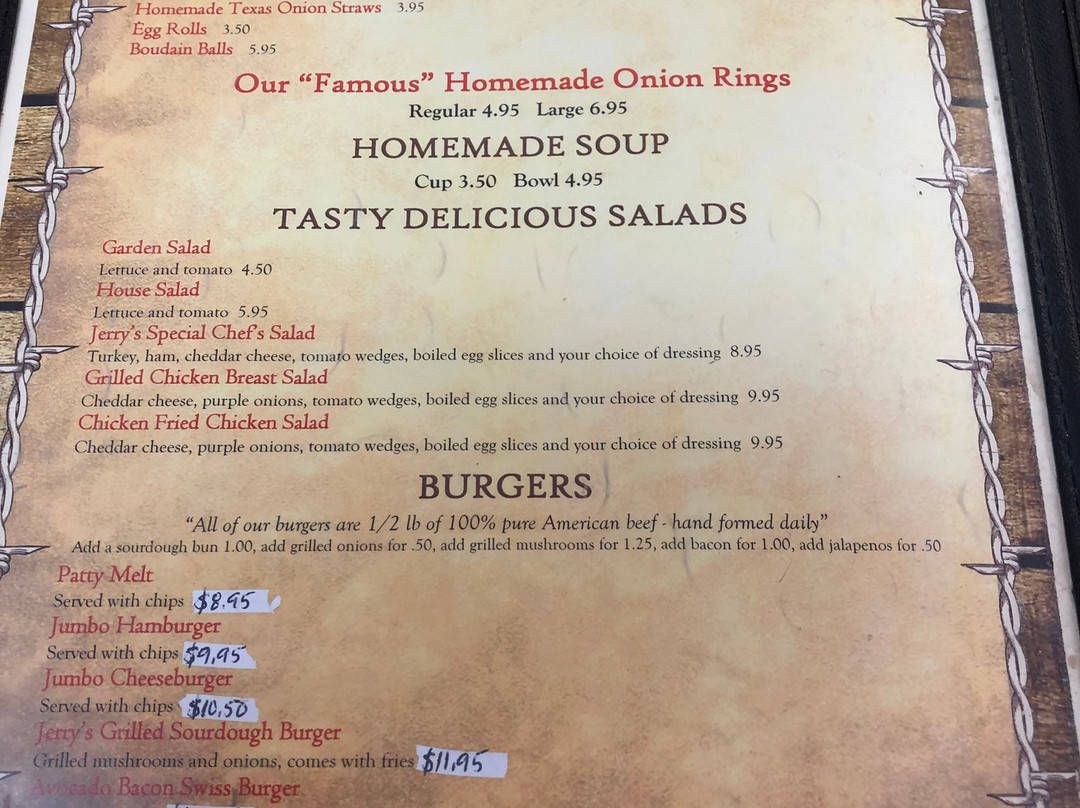 Homemade Texas Onion Straws 3.95
Egg Rolls 3.50
Boudain Balls 5.95
Our “Famous” Homemade Onion Rings
Regular 4.95 Large 6.95
HOMEMADE SOUP
Cup 3.50 Bowl 4.95
TASTY DELICIOUS SALADS
Garden Salad
Lettuce and tomato 4.50
House Salad
Lettuce and tomato 5.95
Jerry's Special Chef's Salad
Turkey, ham, cheddar cheese, tomato wedges, boiled egg slices and your choice of dressing 8.95
Grilled Chicken Breast Salad
Cheddar cheese, purple onions, tomato wedges, boiled egg slices and your choice of dressing 9.95
Chicken Fried Chicken Salad
Cheddar cheese, purple onions, tomato wedges, boiled egg slices and your choice of dressing 9.95
BURGERS
“All of our burgers are 1/2 lb of 100% pure American beef - hand formed daily”
Add a sourdough bun 1.00, add grilled onions for .50, add grilled mushrooms for 1.25, add bacon for 1.00, add jalapenos for .50
Patty Melt
Served with chips $8.95
Jumbo Hamburger
Served with chips $9,95
Jumbo Cheeseburger
Served with chips $10,50
Jerry's Grilled Sourdough Burger
Grilled mushrooms and onions, comes with fries $11,95
Avocado Bacon Swiss Burger